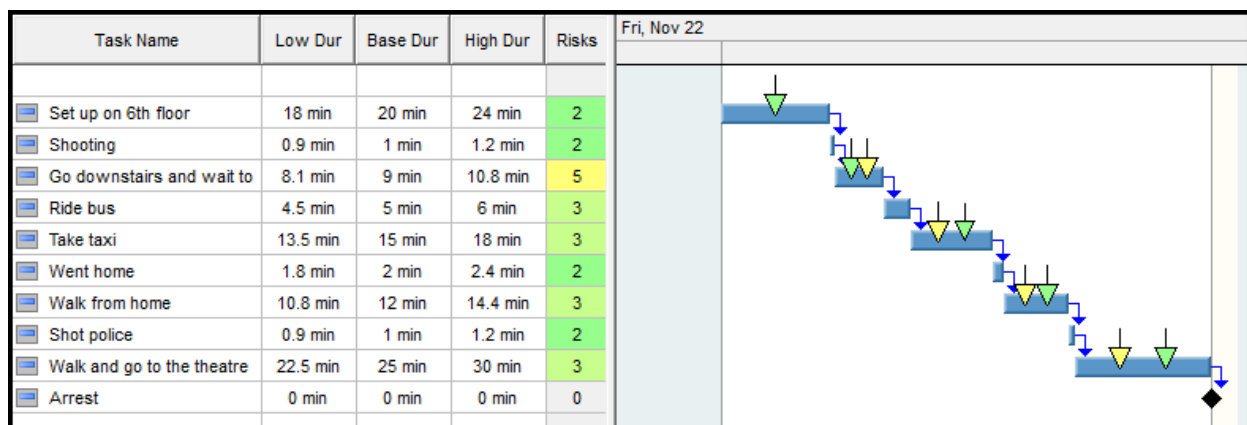 Task Name Low Dur Base Dur High Dur Risks Fri, Nov 22
Set up on 6th floor 18 min 20 min 24 min 2
Shooting 0.9 min 1 min 1.2 min 2
Go downstairs and wait to 8.1 min 9 min 10.8 min 5
Ride bus 4.5 min 5 min 6 min 3
Take taxi 13.5 min 15 min 18 min 3
Went home 1.8 min 2 min 2.4 min 2
Walk from home 10.8 min 12 min 14.4 min 3
Shot police 0.9 min 1 min 1.2 min 2
Walk and go to the theatre 22.5 min 25 min 30 min 3
Arrest 0 min 0 min 0 min 0